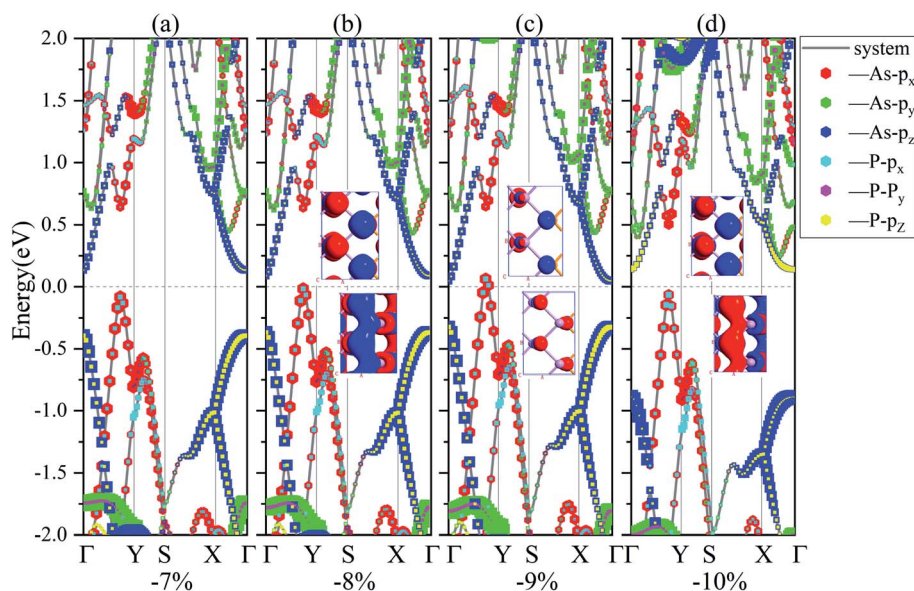 (a) (b) (c) (d)
2.0
1.5
1.0
0.5
0.0
-0.5
-1.0
-1.5
-2.0
Energy(eV)
Γ Y S X Γ Γ Y S X Γ Γ Y S X Γ Γ Y S X Γ
-7% -8% -9% -10%
system
As-px
As-py
As-pz
P-px
P-Py
P-pZ